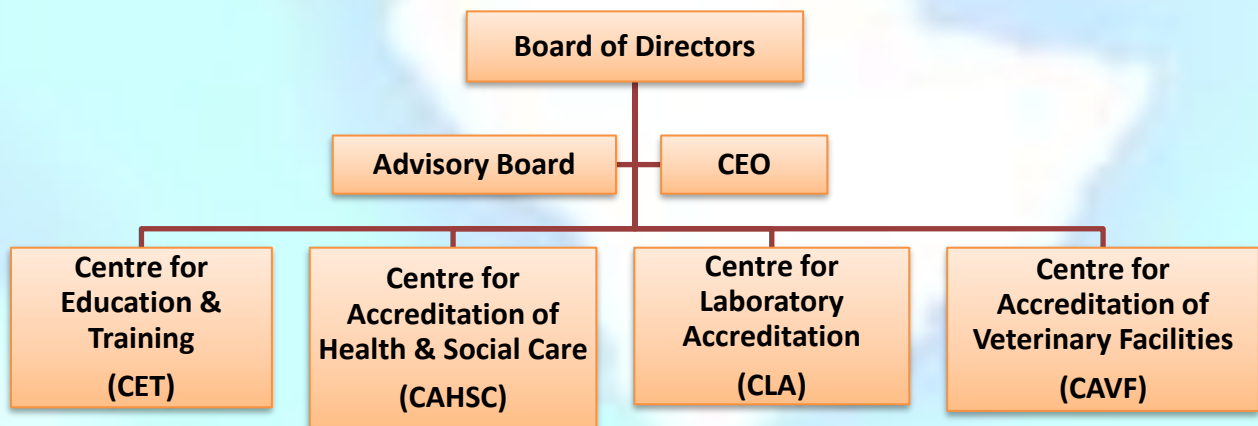 Board of Directors
Advisory Board
CEO
Centre for
Education &
Training
(CET)
Centre for
Accreditation of
Health & Social Care
(CAHSC)
Centre for
Laboratory
Accreditation
(CLA)
Centre for
Accreditation of
Veterinary Facilities
(CAVF)